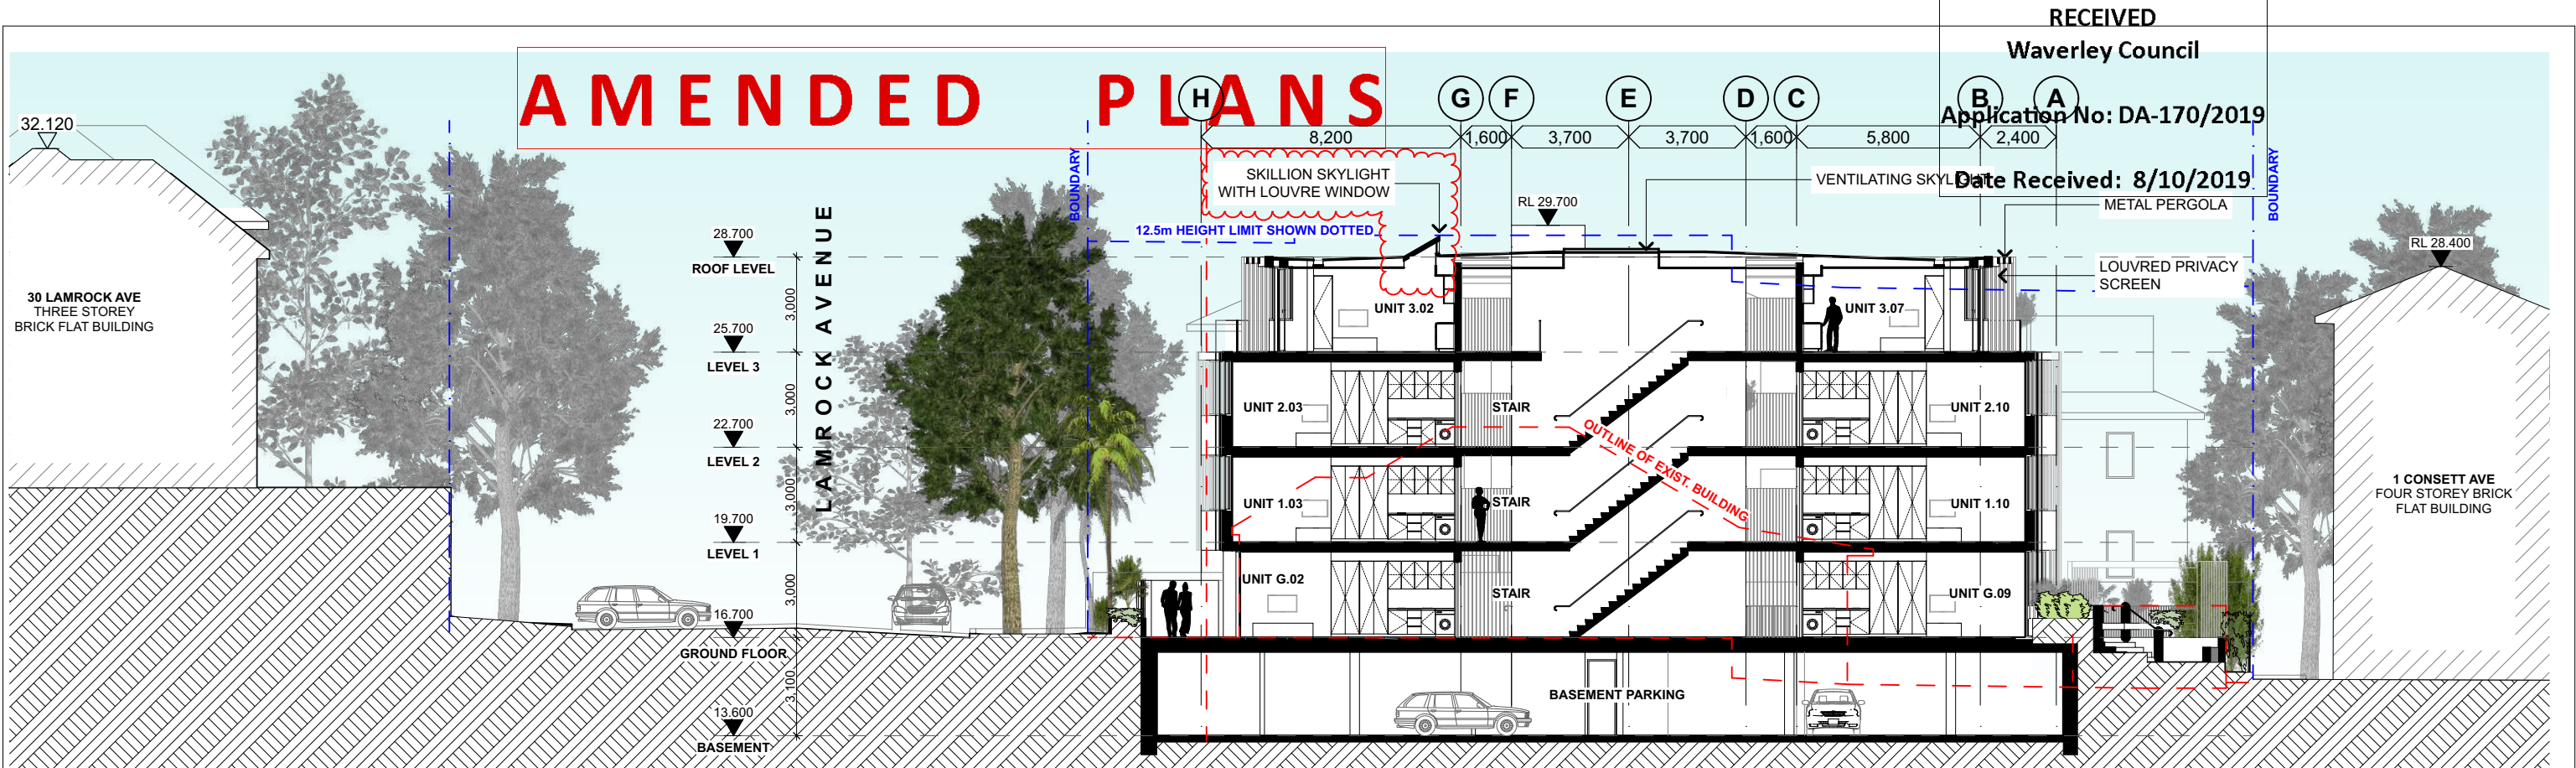 RECEIVED
Waverley Council
Application No: DA-170/2019
Date Received: 8/10/2019
AMENDED PLANS
H
G
F
E
D
C
B
A
8,200
1,600
3,700
3,700
1,600
5,800
2,400
32.120
BOUNDARY
BOUNDARY
SKILLION SKYLIGHT
WITH LOUVRE WINDOW
RL 29.700
VENTILATING SKYLIGHT
METAL PERGOLA
12.5m HEIGHT LIMIT SHOWN DOTTED
RL 28.400
LOUVRED PRIVACY
SCREEN
30 LAMROCK AVE
THREE STOREY
BRICK FLAT BUILDING
LAMROCK AVENUE
28.700
ROOF LEVEL
3,000
25.700
LEVEL 3
3,000
22.700
LEVEL 2
3,000
19.700
LEVEL 1
3,000
16.700
GROUND FLOOR
3,100
13.600
BASEMENT
UNIT 3.02
UNIT 3.07
UNIT 2.03
STAIR
UNIT 2.10
OUTLINE OF EXIST. BUILDING
UNIT 1.03
STAIR
UNIT 1.10
UNIT G.02
STAIR
UNIT G.09
BASEMENT PARKING
1 CONSETT AVE
FOUR STOREY BRICK
FLAT BUILDING